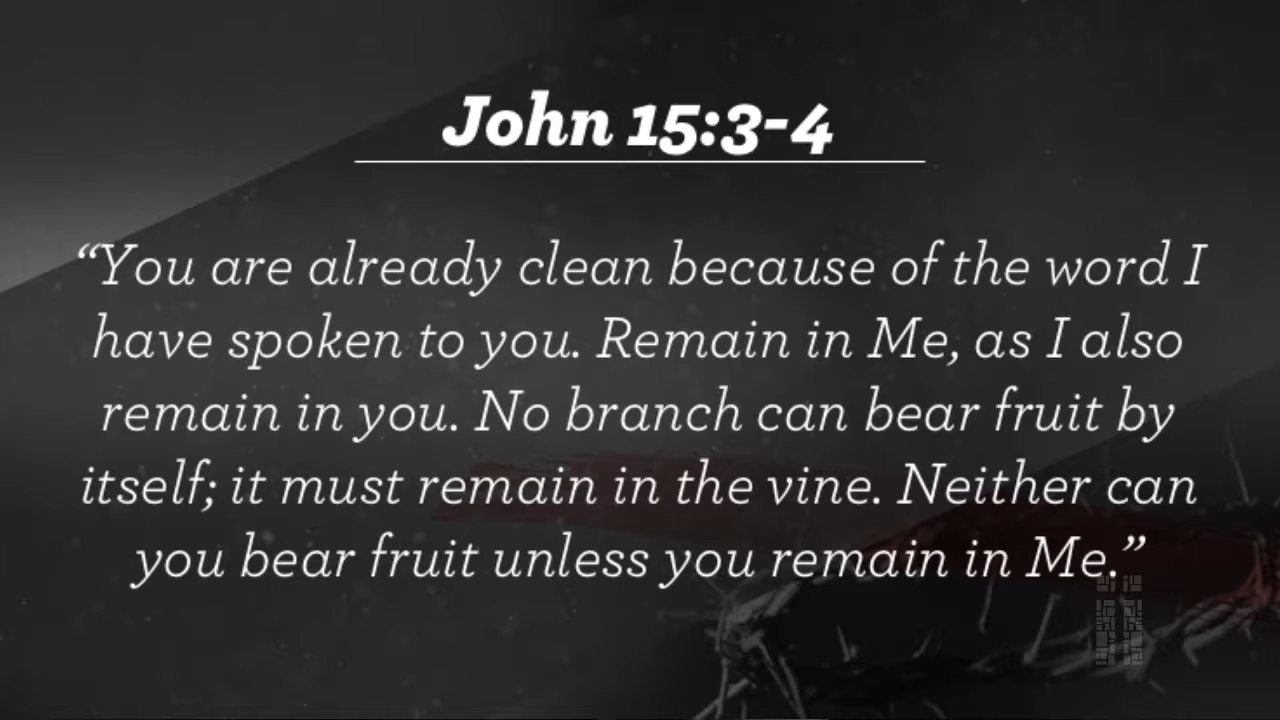 John 15:3-4
“You are already clean because of the word I
have spoken to you. Remain in Me, as I also
remain in you. No branch can bear fruit by
itself; it must remain in the vine. Neither can
you bear fruit unless you remain in Me.”